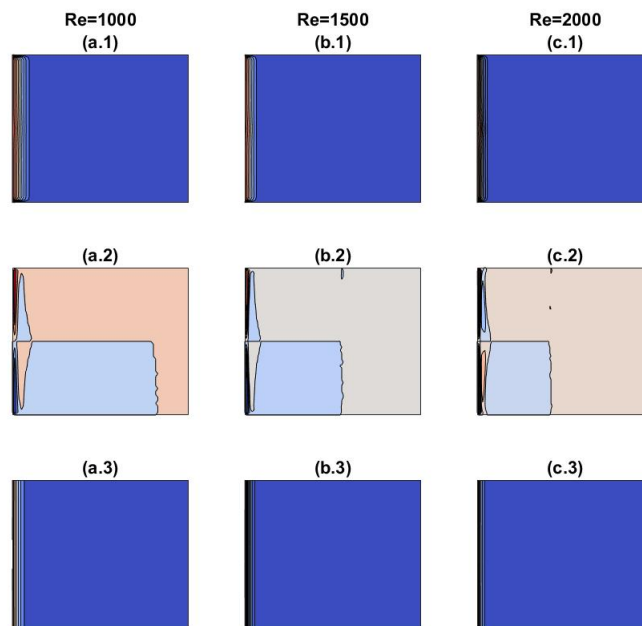 Re=1000 Re=1500 Re=2000
(a.1) (b.1) (c.1)
(a.2) (b.2) (c.2)
(a.3) (b.3) (c.3)